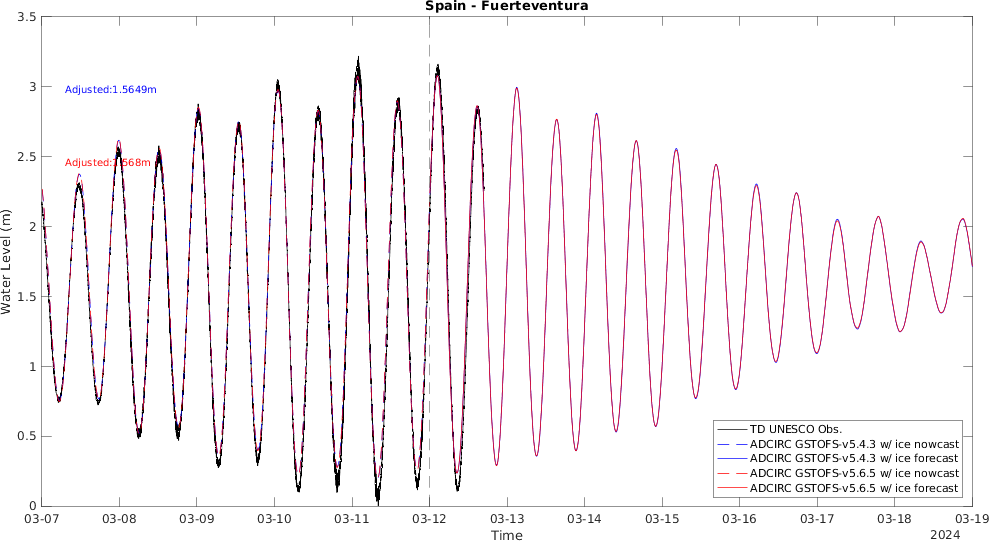 Spain - Fuerteventura
3.5
3
2.5
2
1.5
1
0.5
0
Water Level (m)
Adjusted:1.5649m
Adjusted:1.568m
TD UNESCO Obs.
ADCIRC GSTOFS-v5.4.3 w/ ice nowcast
ADCIRC GSTOFS-v5.4.3 w/ ice forecast
ADCIRC GSTOFS-v5.6.5 w/ ice nowcast
ADCIRC GSTOFS-v5.6.5 w/ ice forecast
03-07 03-08 03-09 03-10 03-11 03-12 03-13 03-14 03-15 03-16 03-17 03-18 03-19
Time
2024